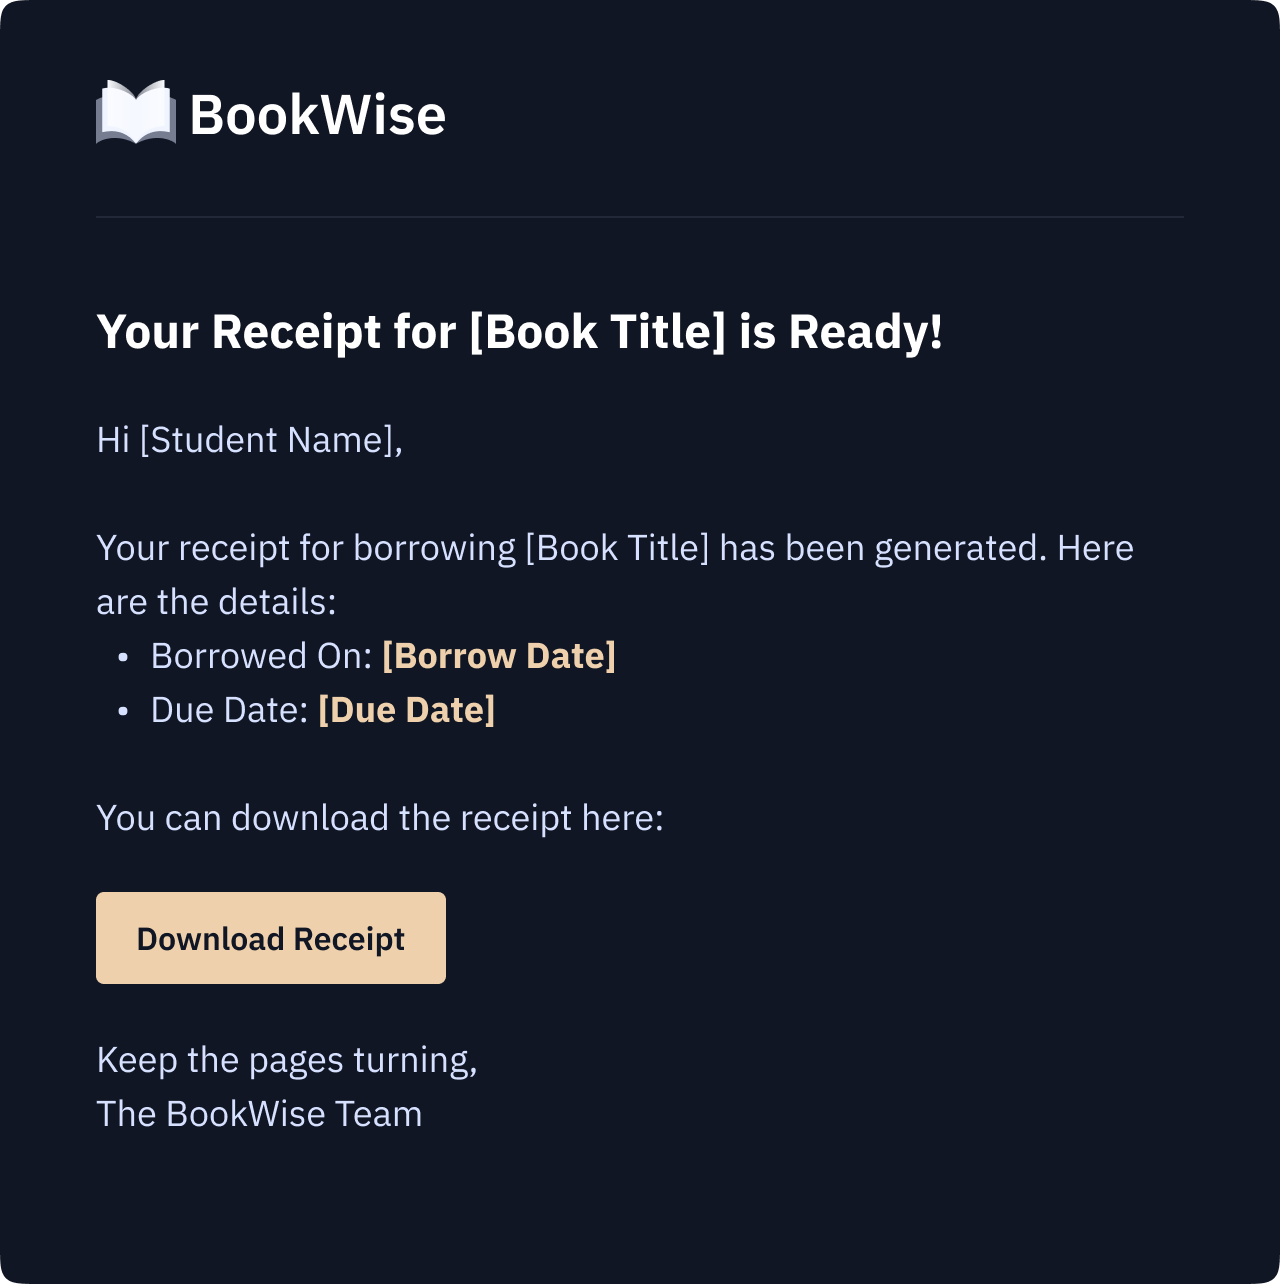 BookWise
Your Receipt for [Book Title] is Ready!
Hi [Student Name],
Your receipt for borrowing [Book Title] has been generated. Here
are the details:
• Borrowed On: [Borrow Date]
• Due Date: [Due Date]
You can download the receipt here:
Download Receipt
Keep the pages turning,
The BookWise Team